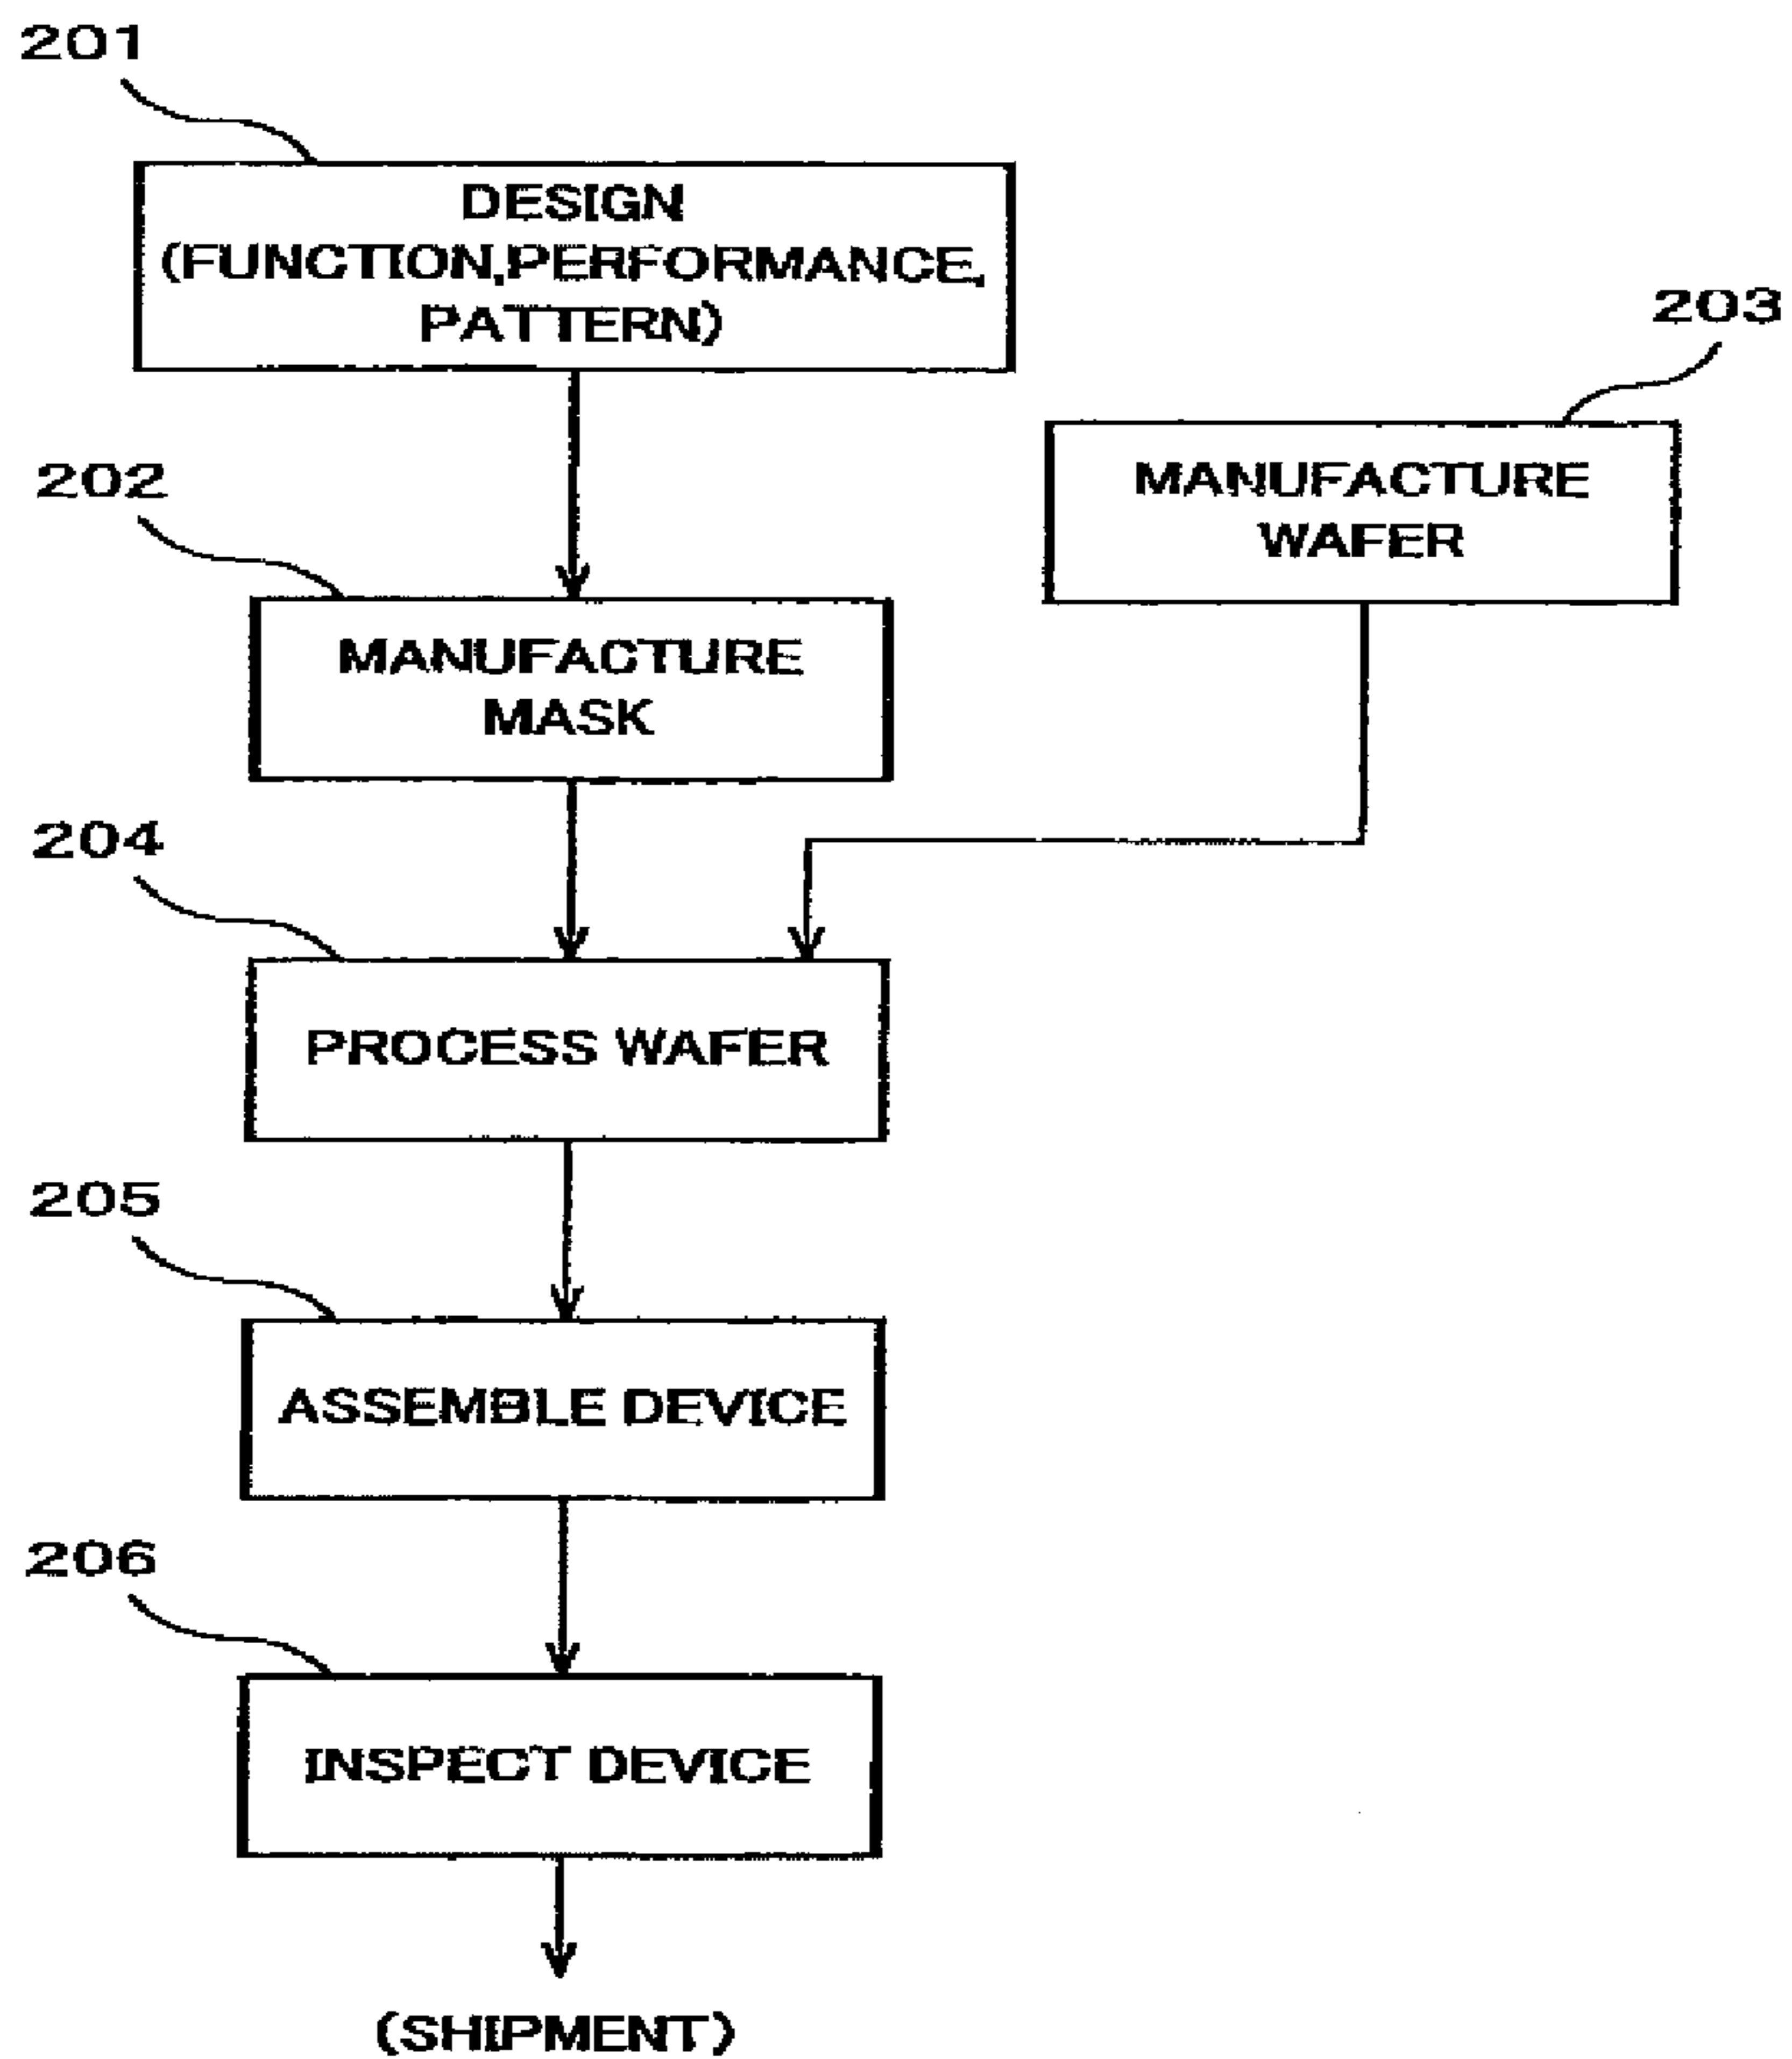 201
DESIGN
(FUNCTION,PERFORMANCE,
PATTERN)
203
MANUFACTURE
WAFER
202
MANUFACTURE
MASK
204
PROCESS WAFER
205
ASSEMBLE DEVICE
206
INSPECT DEVICE
(SHIPMENT)